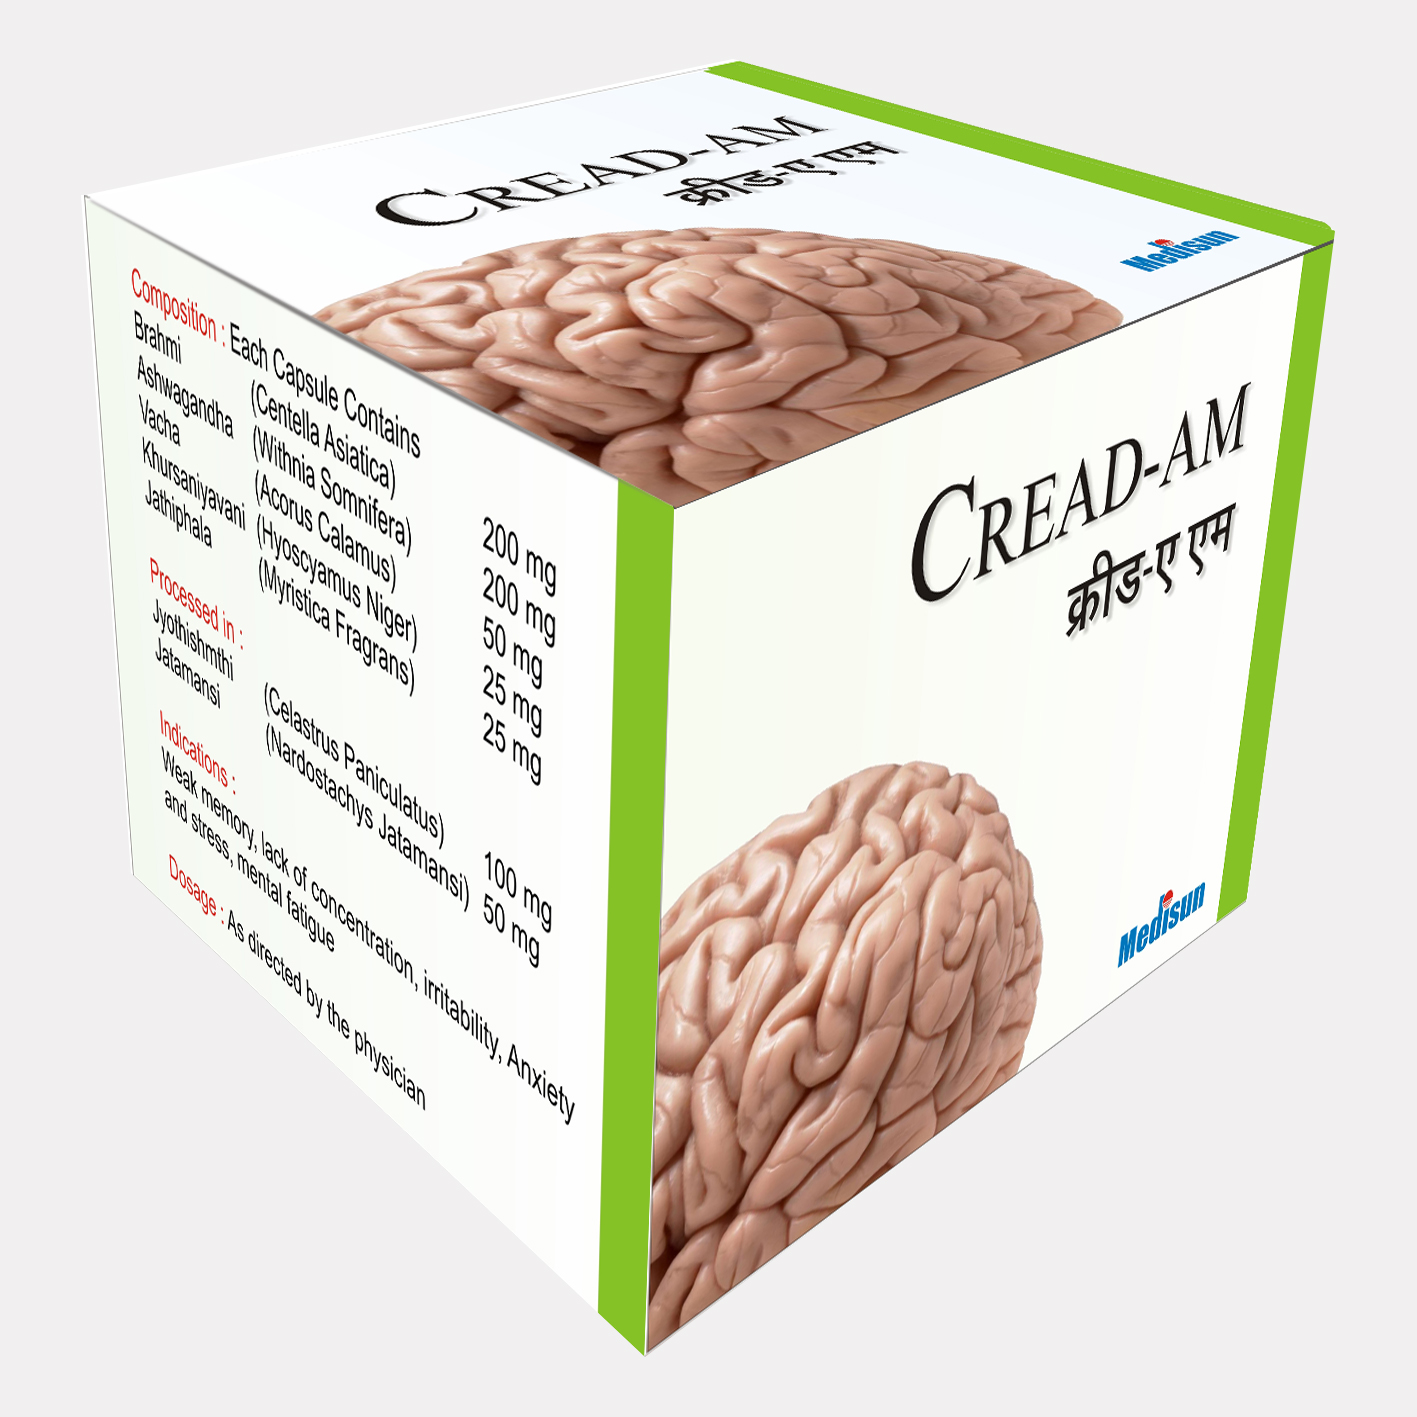 CREAD-AM
क्रीड-ए एम
Medisun
Composition : Each Capsule Contains
Brahmi (Centella Asiatica) 200 mg
Ashwagandha (Withnia Somnifera) 200 mg
Vacha (Acorus Calamus) 50 mg
Khursaniyavani (Hyoscyamus Niger) 25 mg
Jathiphala (Myristica Fragrans) 25 mg
Processed in :
Jyothishmthi (Celastrus Paniculatus) 100 mg
Jatamansi (Nardostachys Jatamansi) 50 mg
Indications :
Weak memory, lack of concentration, irritability, Anxiety
and stress, mental fatigue
Dosage : As directed by the physician
CREAD-AM
क्रीड-ए एम
Medisun